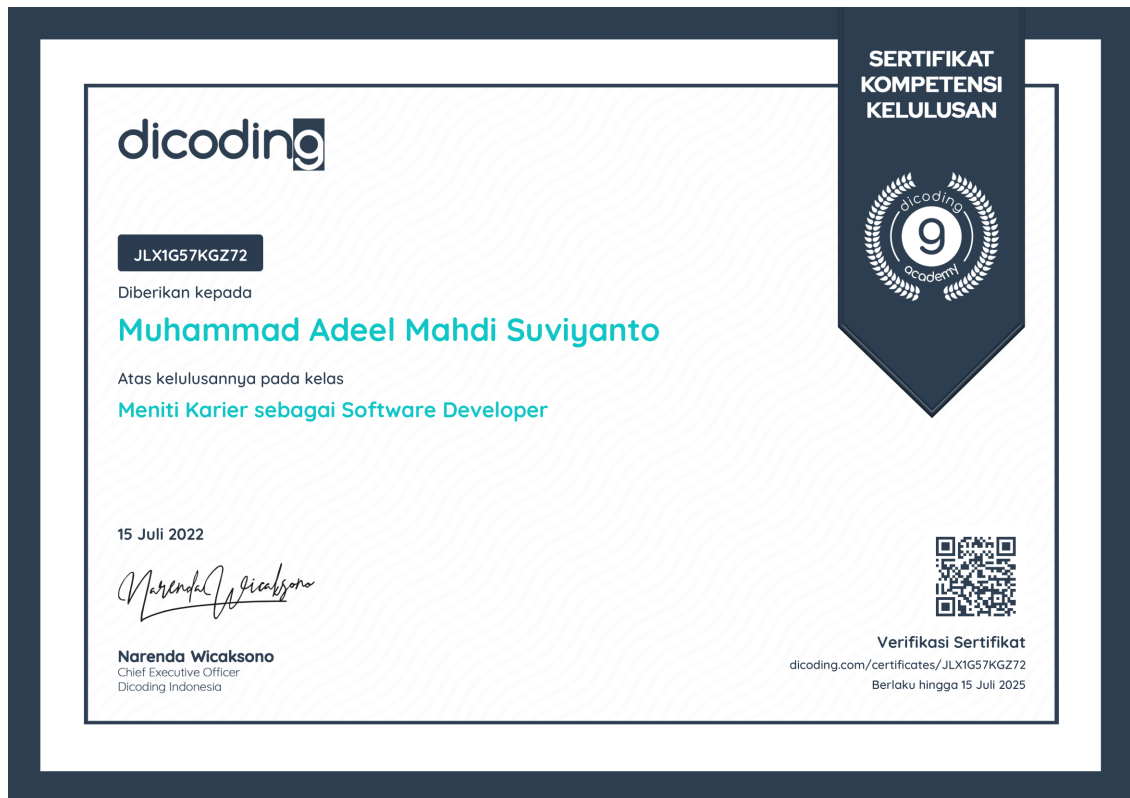 SERTIFIKAT
KOMPETENSI
KELULUSAN
dicoding
dicoding
9
academy
JLX1G57KGZ72
Diberikan kepada
Muhammad Adeel Mahdi Suviyanto
Atas kelulusannya pada kelas
Meniti Karier sebagai Software Developer
15 Juli 2022
Narenda Wicaksono
Narenda Wicaksono
Chief Executive Officer
Dicoding Indonesia
Verifikasi Sertifikat
dicoding.com/certificates/JLX1G57KGZ72
Berlaku hingga 15 Juli 2025